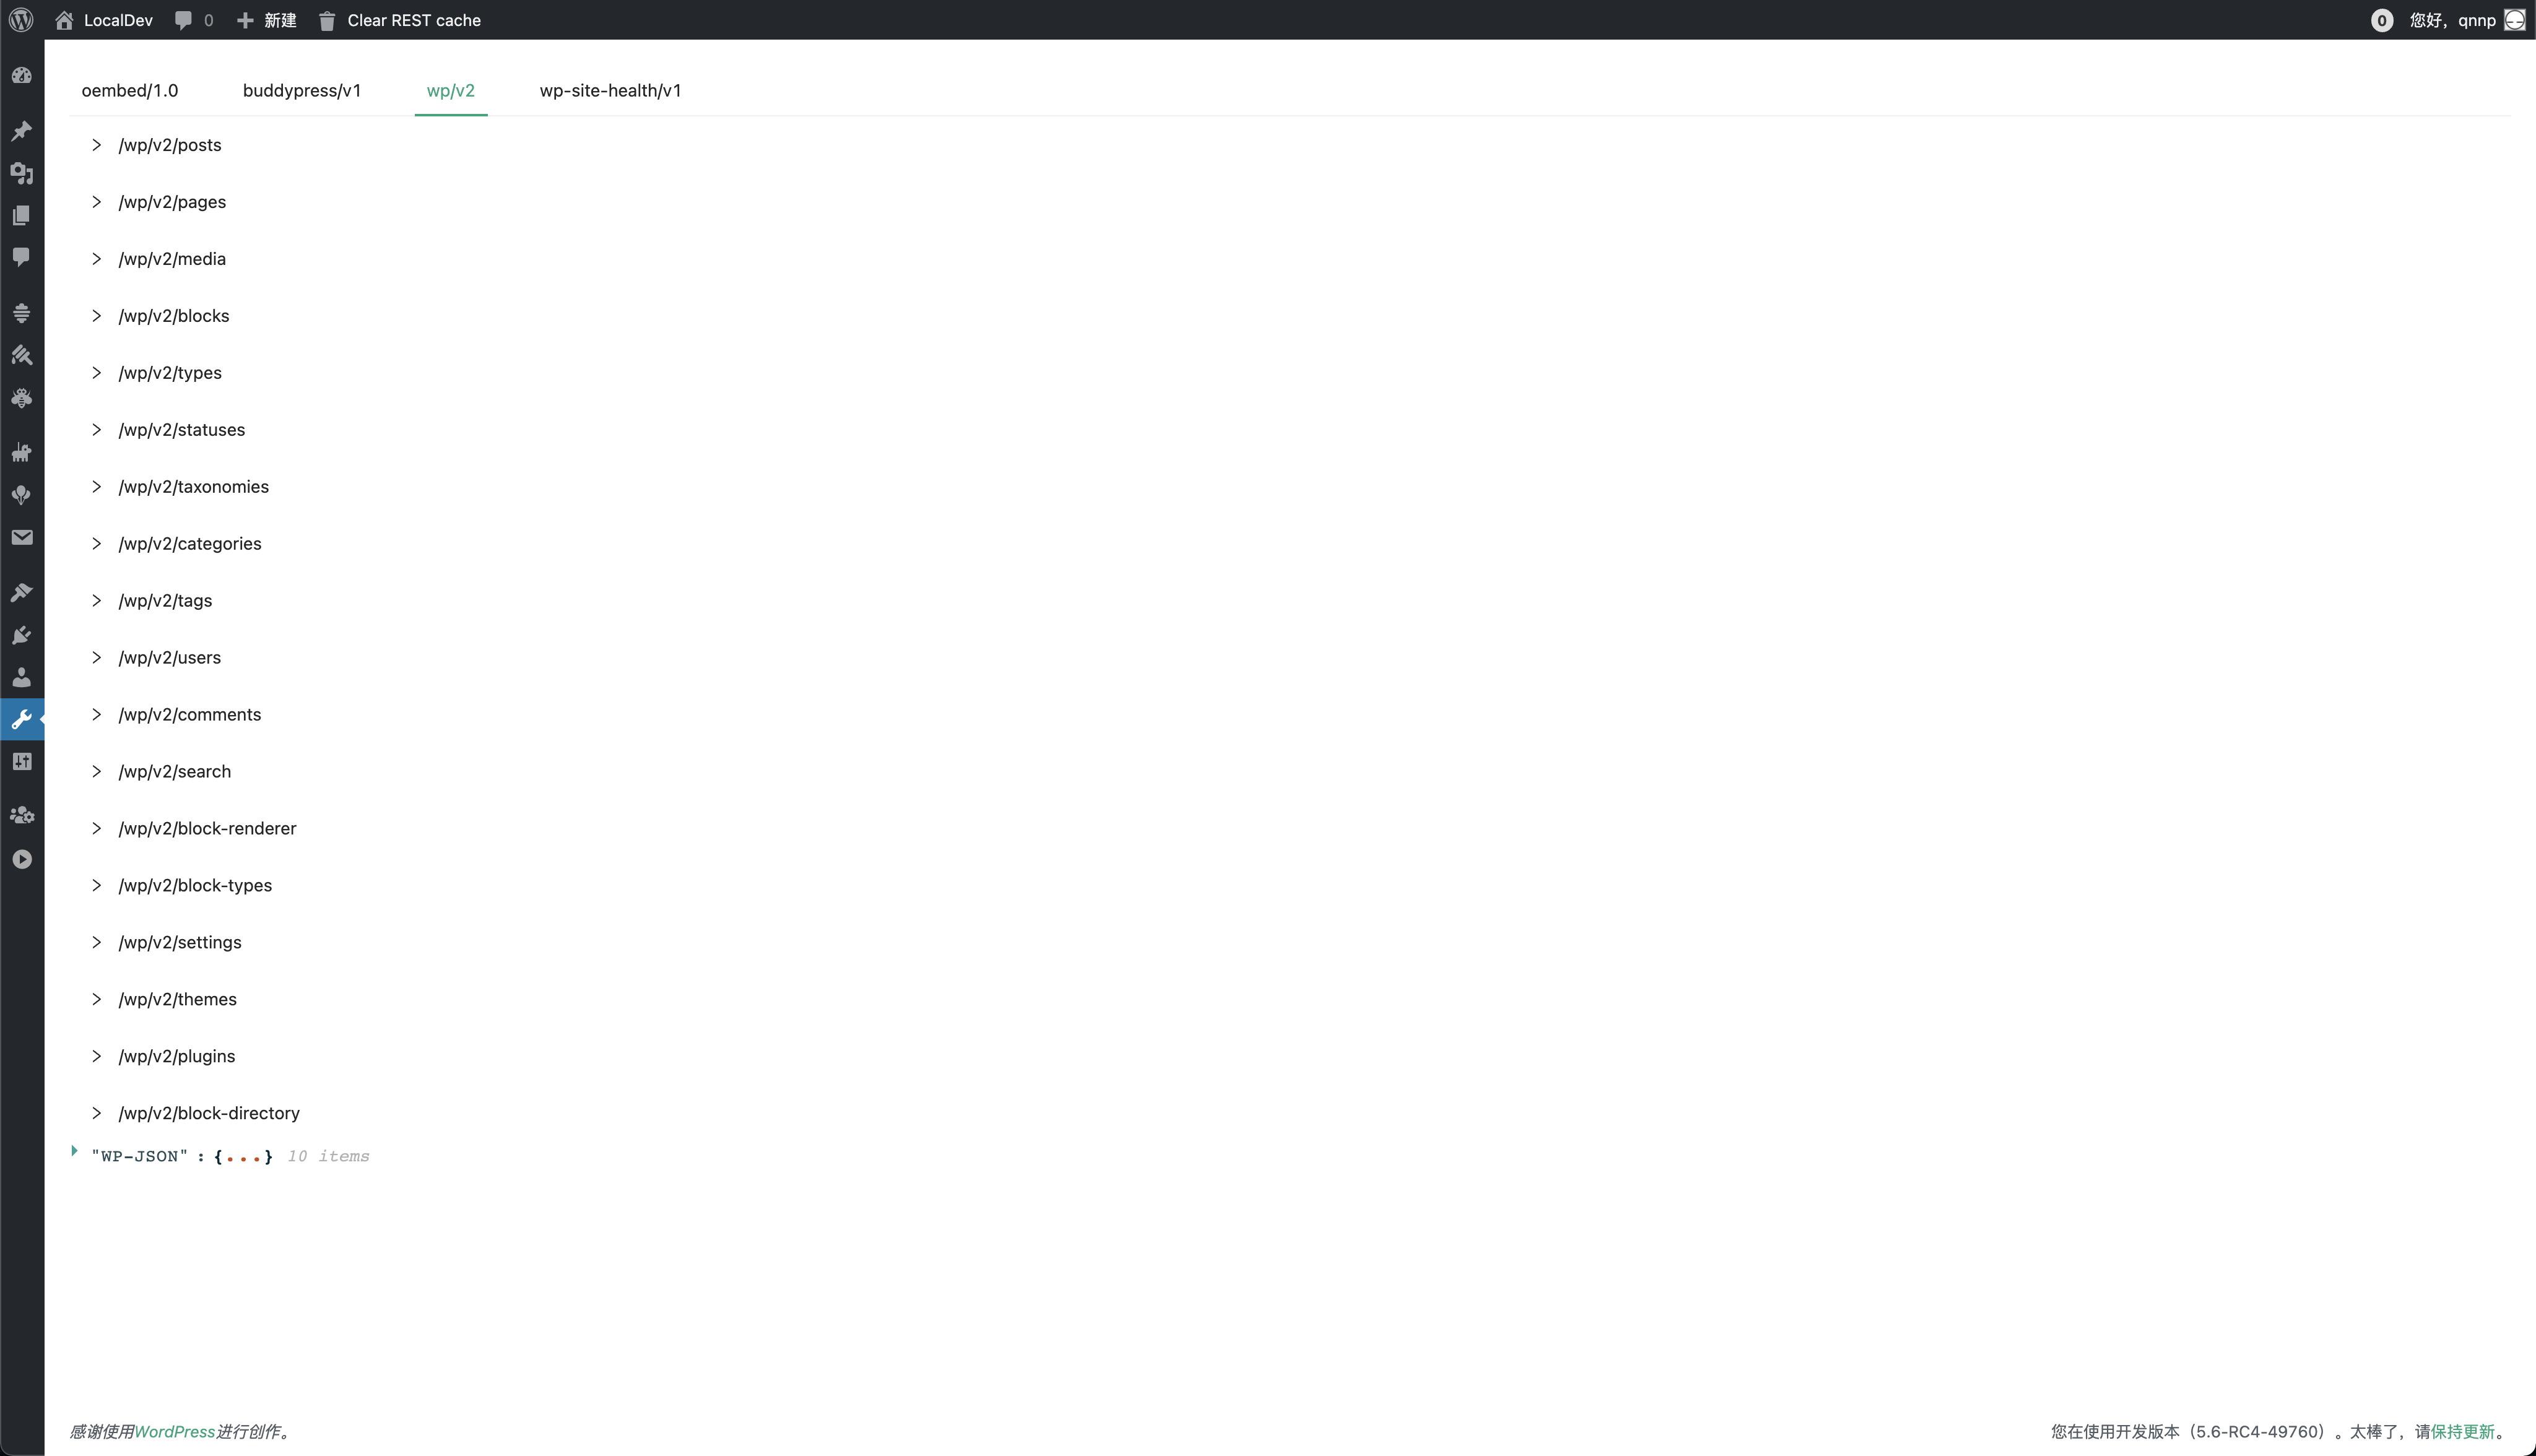 LocalDev 0 新建 Clear REST cache 0 您好，qnnp
oembed/1.0 buddypress/v1 wp/v2 wp-site-health/v1
/wp/v2/posts
/wp/v2/pages
/wp/v2/media
/wp/v2/blocks
/wp/v2/types
/wp/v2/statuses
/wp/v2/taxonomies
/wp/v2/categories
/wp/v2/tags
/wp/v2/users
/wp/v2/comments
/wp/v2/search
/wp/v2/block-renderer
/wp/v2/block-types
/wp/v2/settings
/wp/v2/themes
/wp/v2/plugins
/wp/v2/block-directory
"WP-JSON" : {...} 10 items
感谢使用WordPress进行创作。 您在使用开发版本（5.6-RC4-49760）。太棒了，请保持更新。